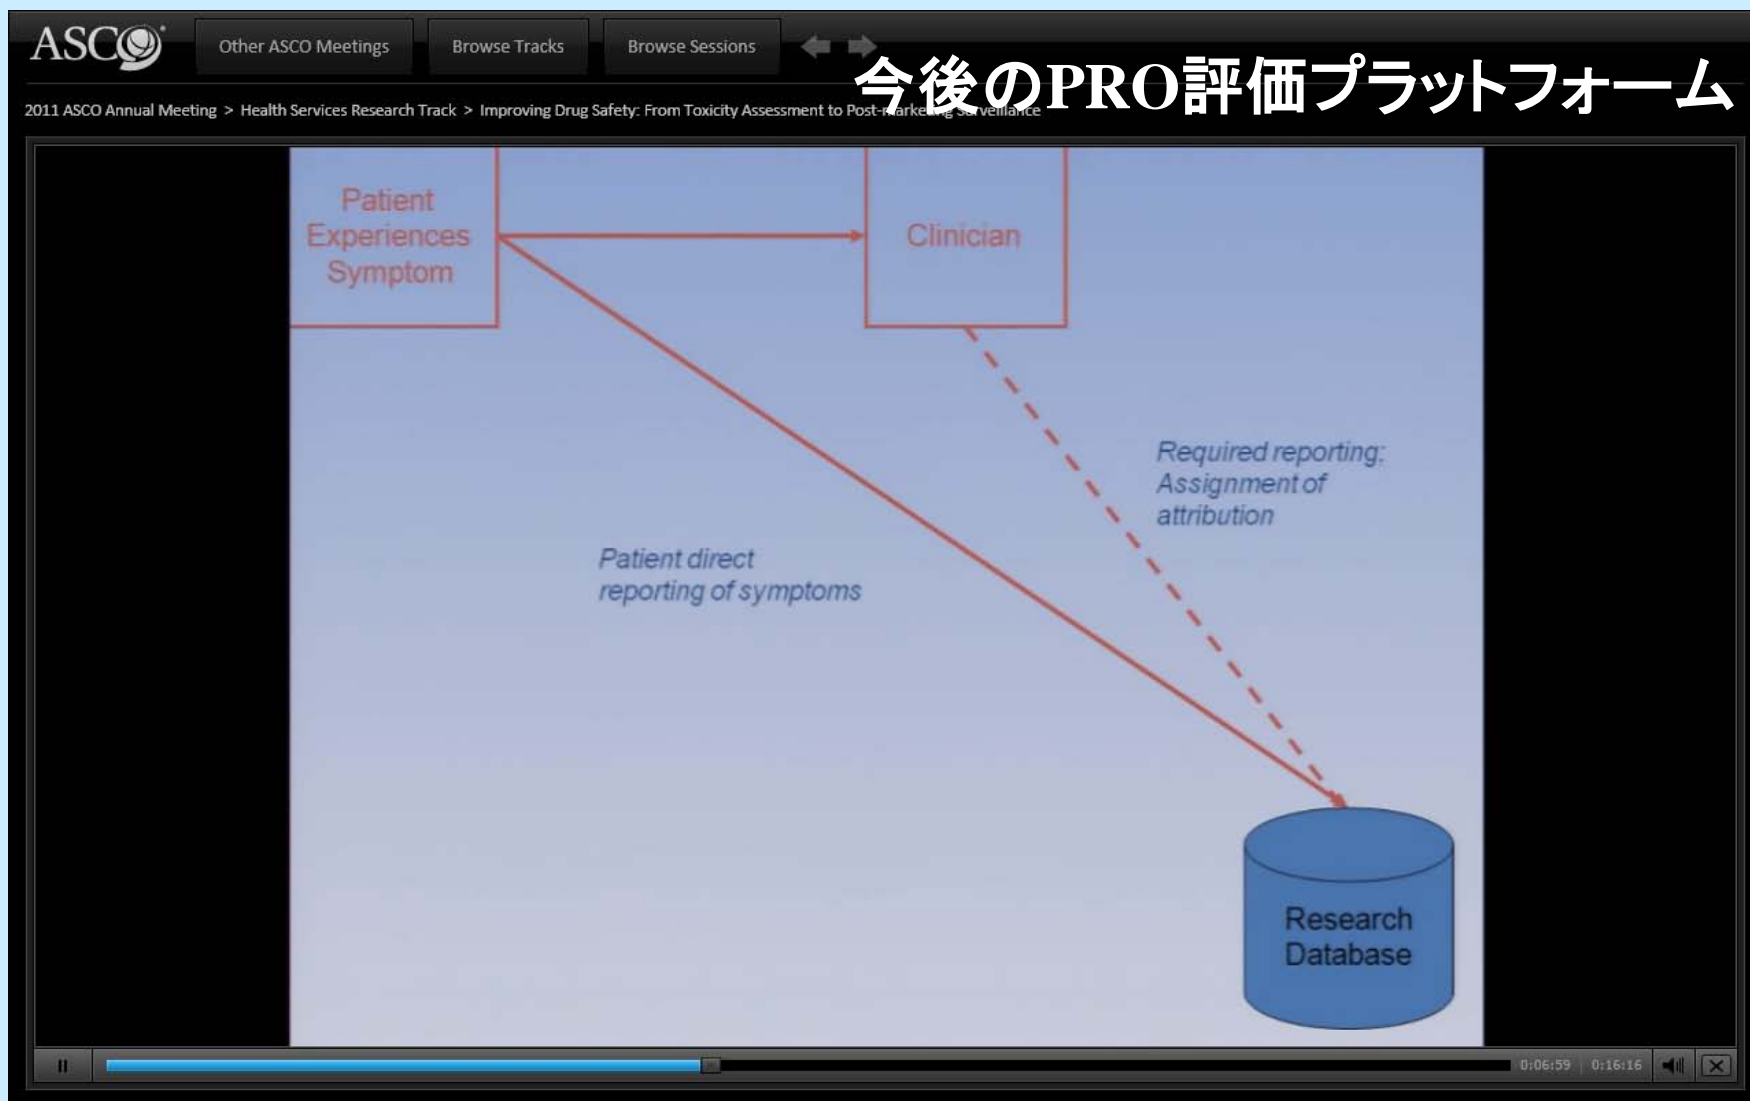 ASCO
Other ASCO Meetings
Browse Tracks
Browse Sessions
今後のPRO評価プラットフォーム
2011 ASCO Annual Meeting > Health Services Research Track > Improving Drug Safety: From Toxicity Assessment to Post-marketing Surveillance
Patient
Experiences
Symptom
Clinician
Required reporting;
Assignment of
attribution
Patient direct
reporting of symptoms
Research
Database
0:06:59 | 0:16:16